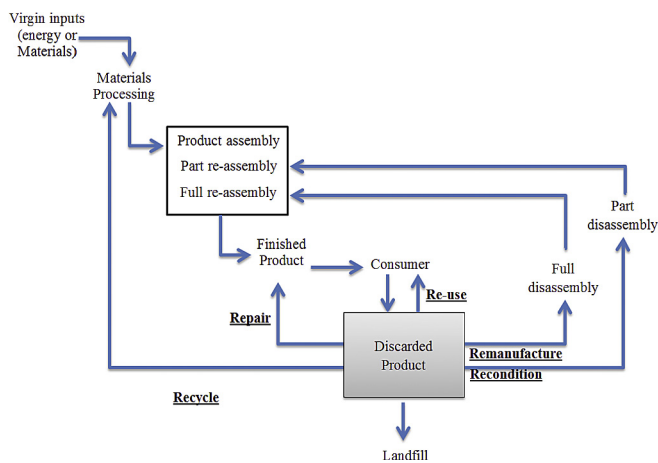 Virgin inputs
(energy or
Materials)
Materials
Processing
Product assembly
Part re-assembly
Full re-assembly
Part
disassembly
Finished
Product
Consumer
Full
disassembly
Re-use
Repair
Discarded
Product
Remanufacture
Recondition
Recycle
Landfill